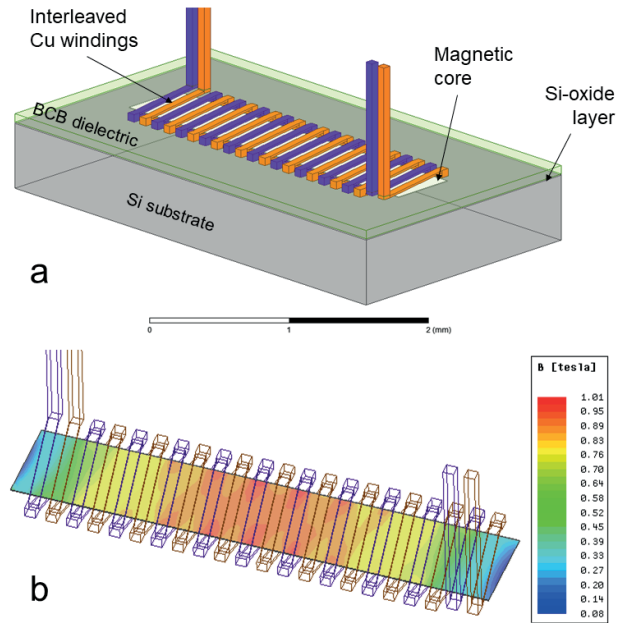 Interleaved
Cu windings
Magnetic
core
Si-oxide
layer
BCB dielectric
Si substrate
a
0 1 2 (mm)
B [tesla]
1.01
0.95
0.89
0.83
0.76
0.70
0.64
0.58
0.52
0.45
0.39
0.33
0.27
0.20
0.14
0.08
b